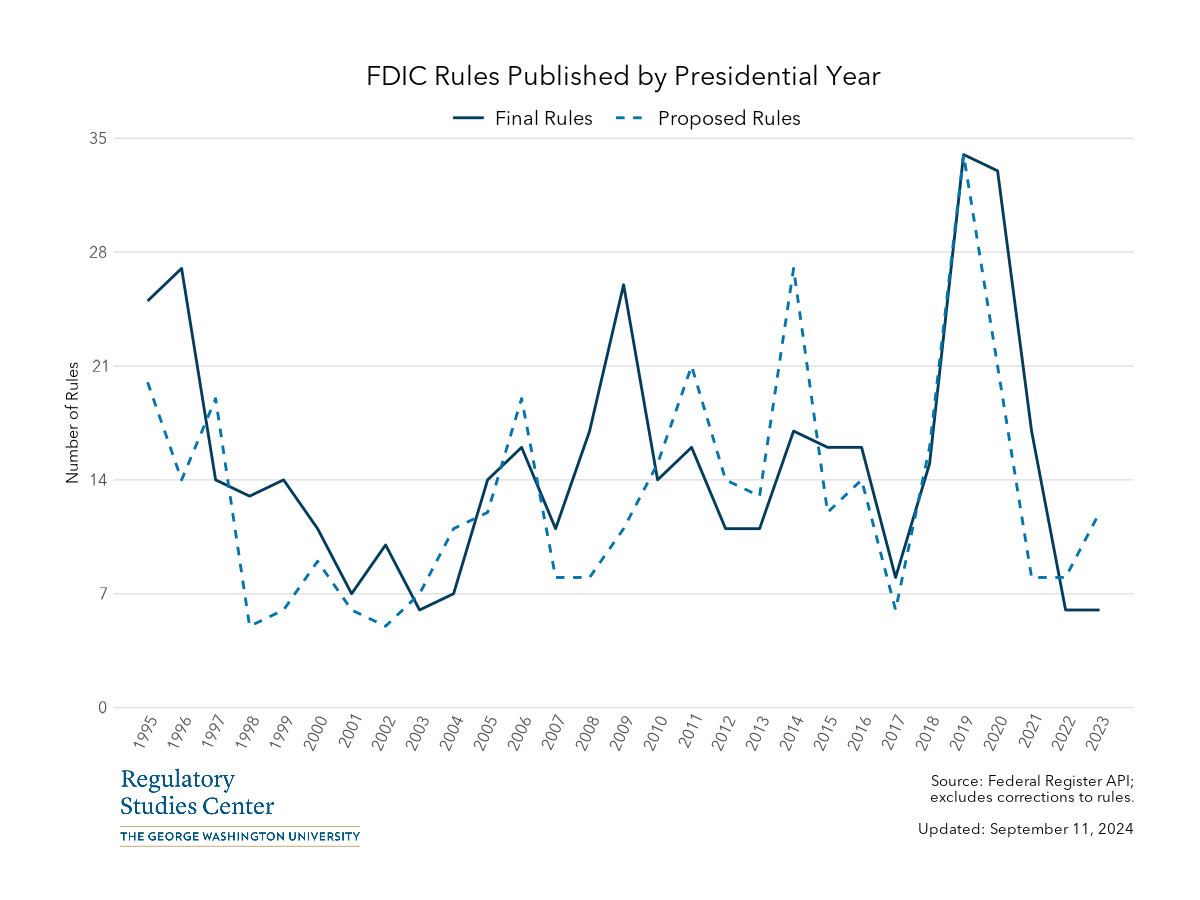 FDIC Rules Published by Presidential Year
Final Rules Proposed Rules
Number of Rules
35
28
21
14
7
0
1995 1996 1997 1998 1999 2000 2001 2002 2003 2004 2005 2006 2007 2008 2009 2010 2011 2012 2013 2014 2015 2016 2017 2018 2019 2020 2021 2022 2023
Regulatory
Studies Center
THE GEORGE WASHINGTON UNIVERSITY
Source: Federal Register API;
excludes corrections to rules.
Updated: September 11, 2024